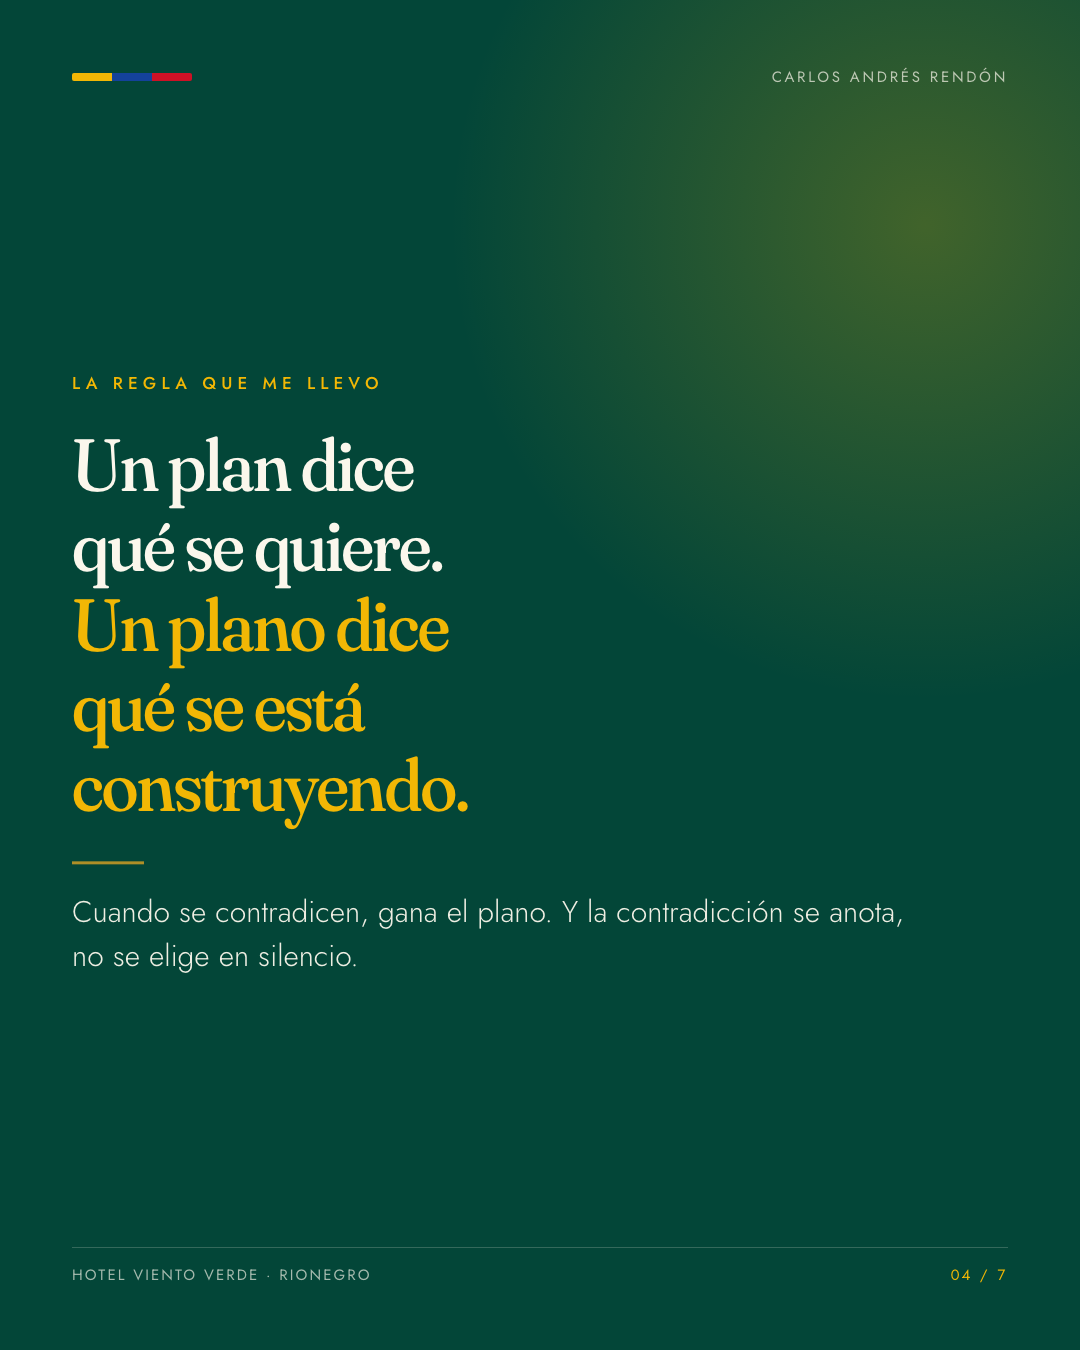 CARLOS ANDRÉS RENDÓN
LA REGLA QUE ME LLEVO
Un plan dice
qué se quiere.
Un plano dice
qué se está
construyendo.
Cuando se contradicen, gana el plano. Y la contradicción se anota,
no se elige en silencio.
HOTEL VIENTO VERDE · RIONEGRO
04 / 7